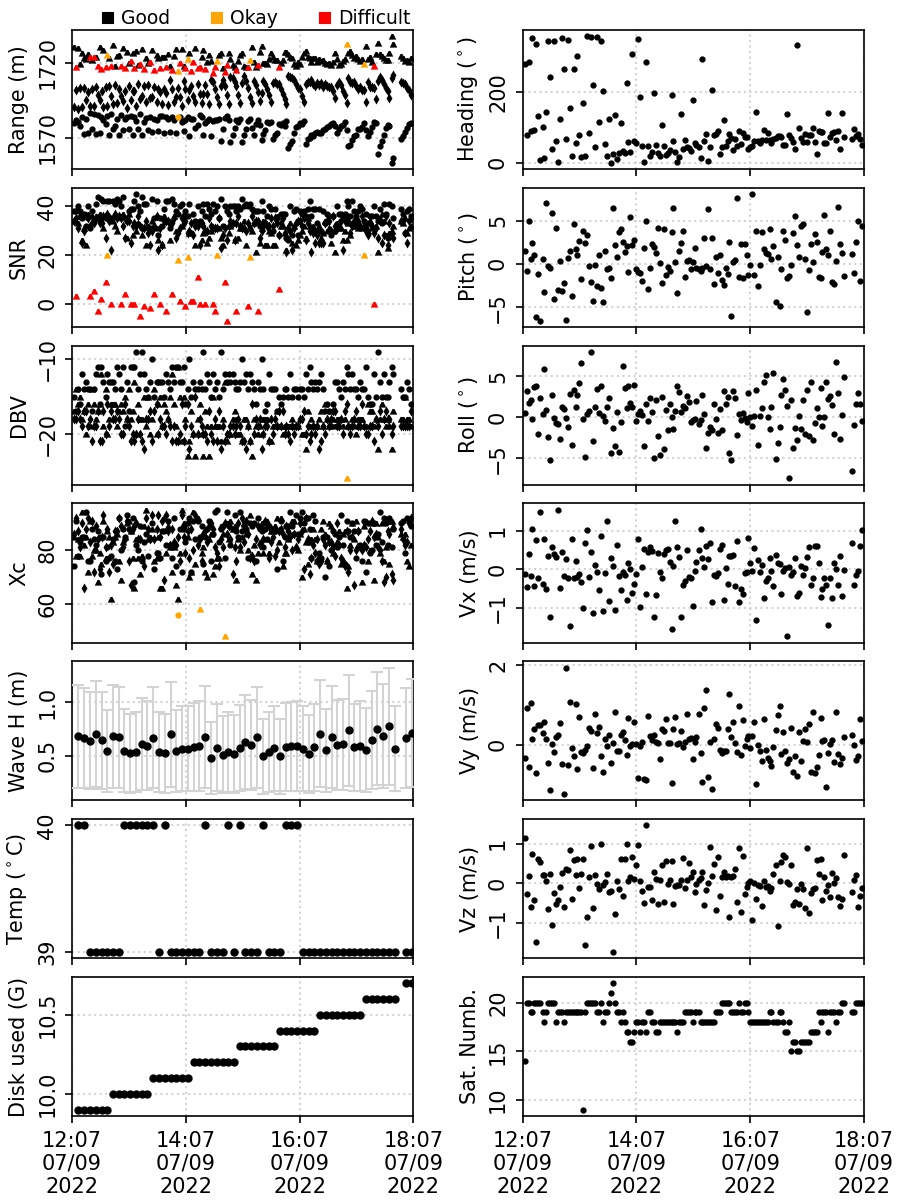 Good Okay Difficult
Range (m)
1720
1570
Heading (°)
200
0
SNR
40
20
0
Pitch (°)
5
0
−5
DBV
−10
−20
Roll (°)
5
0
−5
Xc
80
60
Vx (m/s)
1
0
−1
Wave H (m)
1.0
0.5
Vy (m/s)
2
0
Temp (°C)
40
39
Vz (m/s)
1
0
−1
Disk used (G)
10.5
10.0
Sat. Numb.
20
15
10
12:07 14:07 16:07 18:07
07/09 07/09 07/09 07/09
2022 2022 2022 2022
12:07 14:07 16:07 18:07
07/09 07/09 07/09 07/09
2022 2022 2022 2022